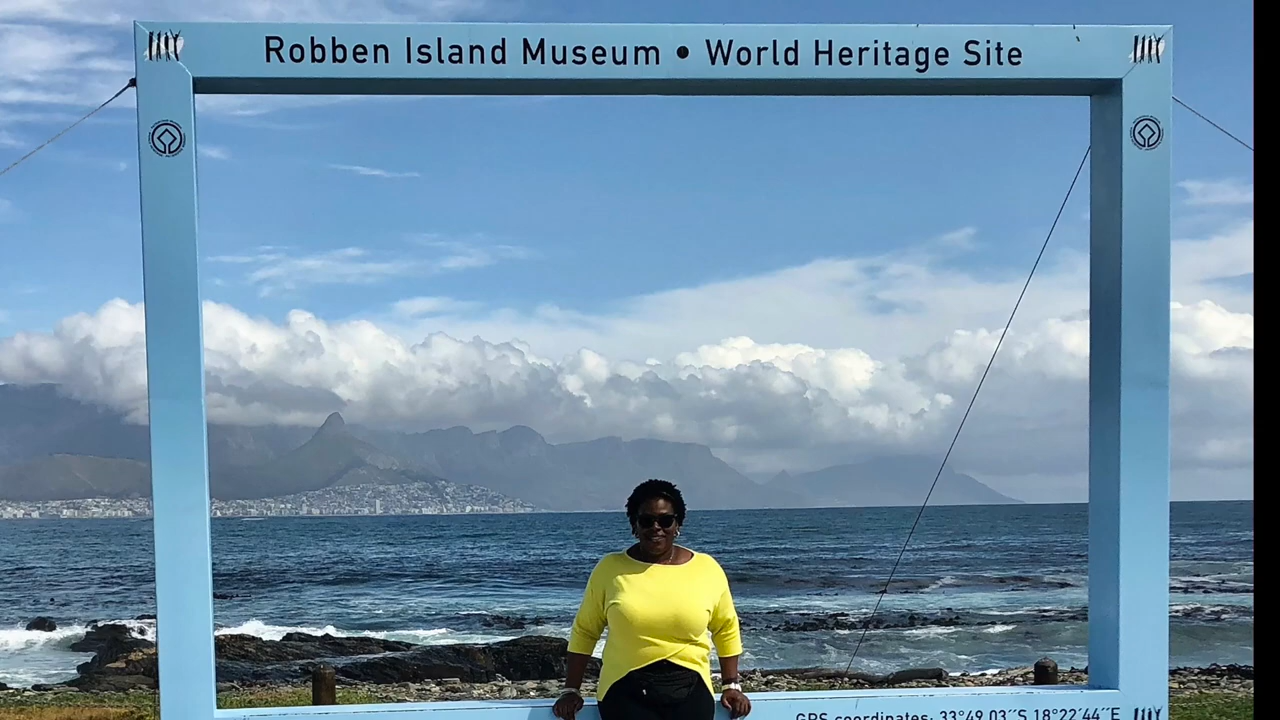 Robben Island Museum • World Heritage Site
GPS coordinates: 33°49´03´´S 18°22´44´´E